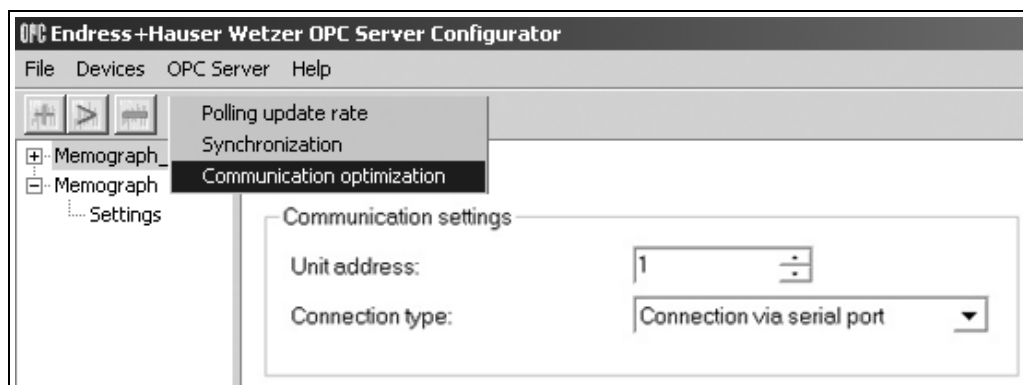 OPC Endress+Hauser Wetzer OPC Server Configurator
File Devices OPC Server Help
Polling update rate
Synchronization
Communication optimization
Memograph_
Memograph
Settings
Communication settings
Unit address: 1
Connection type: Connection via serial port